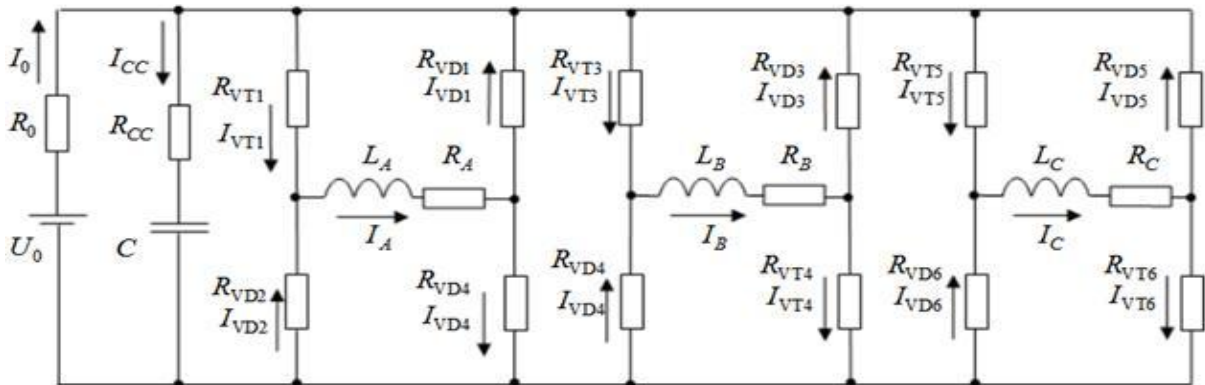 I0
R0
U0
ICC
RCC
C
RVT1
IVT1
RVD2
IVD2
LA
RA
IA
RVD1
IVD1
RVD4
IVD4
RVT3
IVT3
RVD4
IVD4
LB
RB
IB
RVD3
IVD3
RVT4
IVT4
RVT5
IVT5
RVD6
IVD6
LC
RC
IC
RVD5
IVD5
RVT6
IVT6